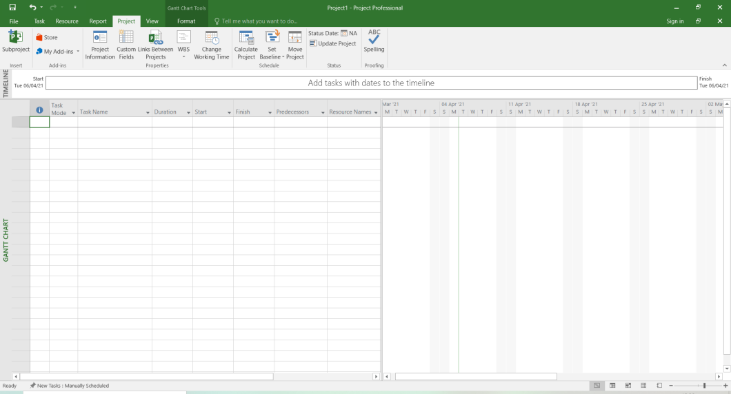 Gantt Chart Tools Project1 - Project Professional
File Task Resource Report Project View Format Tell me what you want to do... Sign in
Subproject Store My Add-ins Project Information Custom Fields Links Between Projects WBS Change Working Time Calculate Project Set Baseline Move Project Status Date: NA Update Project ABC Spelling
Insert Add-ins Properties Schedule Status Proofing
TIMELINE
Start
Tue 06/04/21
Add tasks with dates to the timeline
Finish
Tue 06/04/21
Task Mode Task Name Duration Start Finish Predecessors Resource Names
Mar '21 04 Apr '21 11 Apr '21 18 Apr '21 25 Apr '21 02 Ma
M T W T F S S M T W T F S S M T W T F S S M T W T F S S M T W T F S S M
GANTT CHART
Ready New Tasks : Manually Scheduled